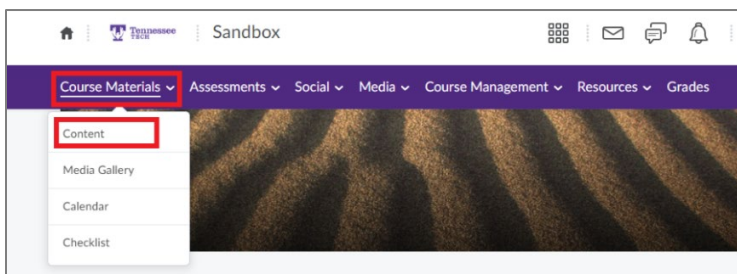 Tennessee TECH Sandbox
Course Materials Assessments Social Media Course Management Resources Grades
Content
Media Gallery
Calendar
Checklist